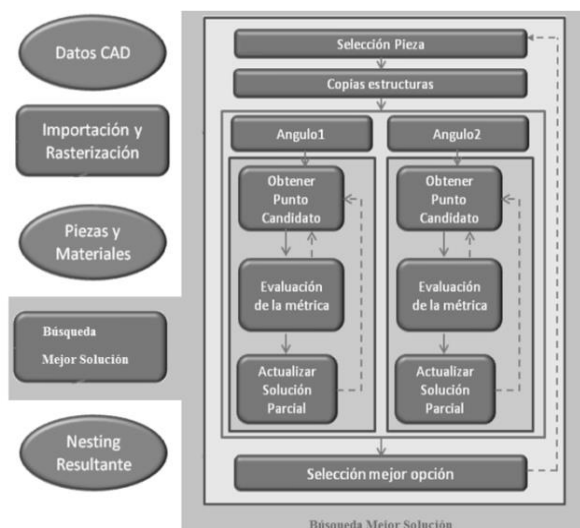 Datos CAD
Importación y
Rasterización
Piezas y
Materiales
Búsqueda
Mejor Solución
Nesting
Resultante
Selección Pieza
Copias estructuras
Angulo1
Obtener
Punto
Candidato
Evaluación
de la métrica
Actualizar
Solución
Parcial
Angulo2
Obtener
Punto
Candidato
Evaluación
de la métrica
Actualizar
Solución
Parcial
Selección mejor opción
Búsqueda Mejor Solución